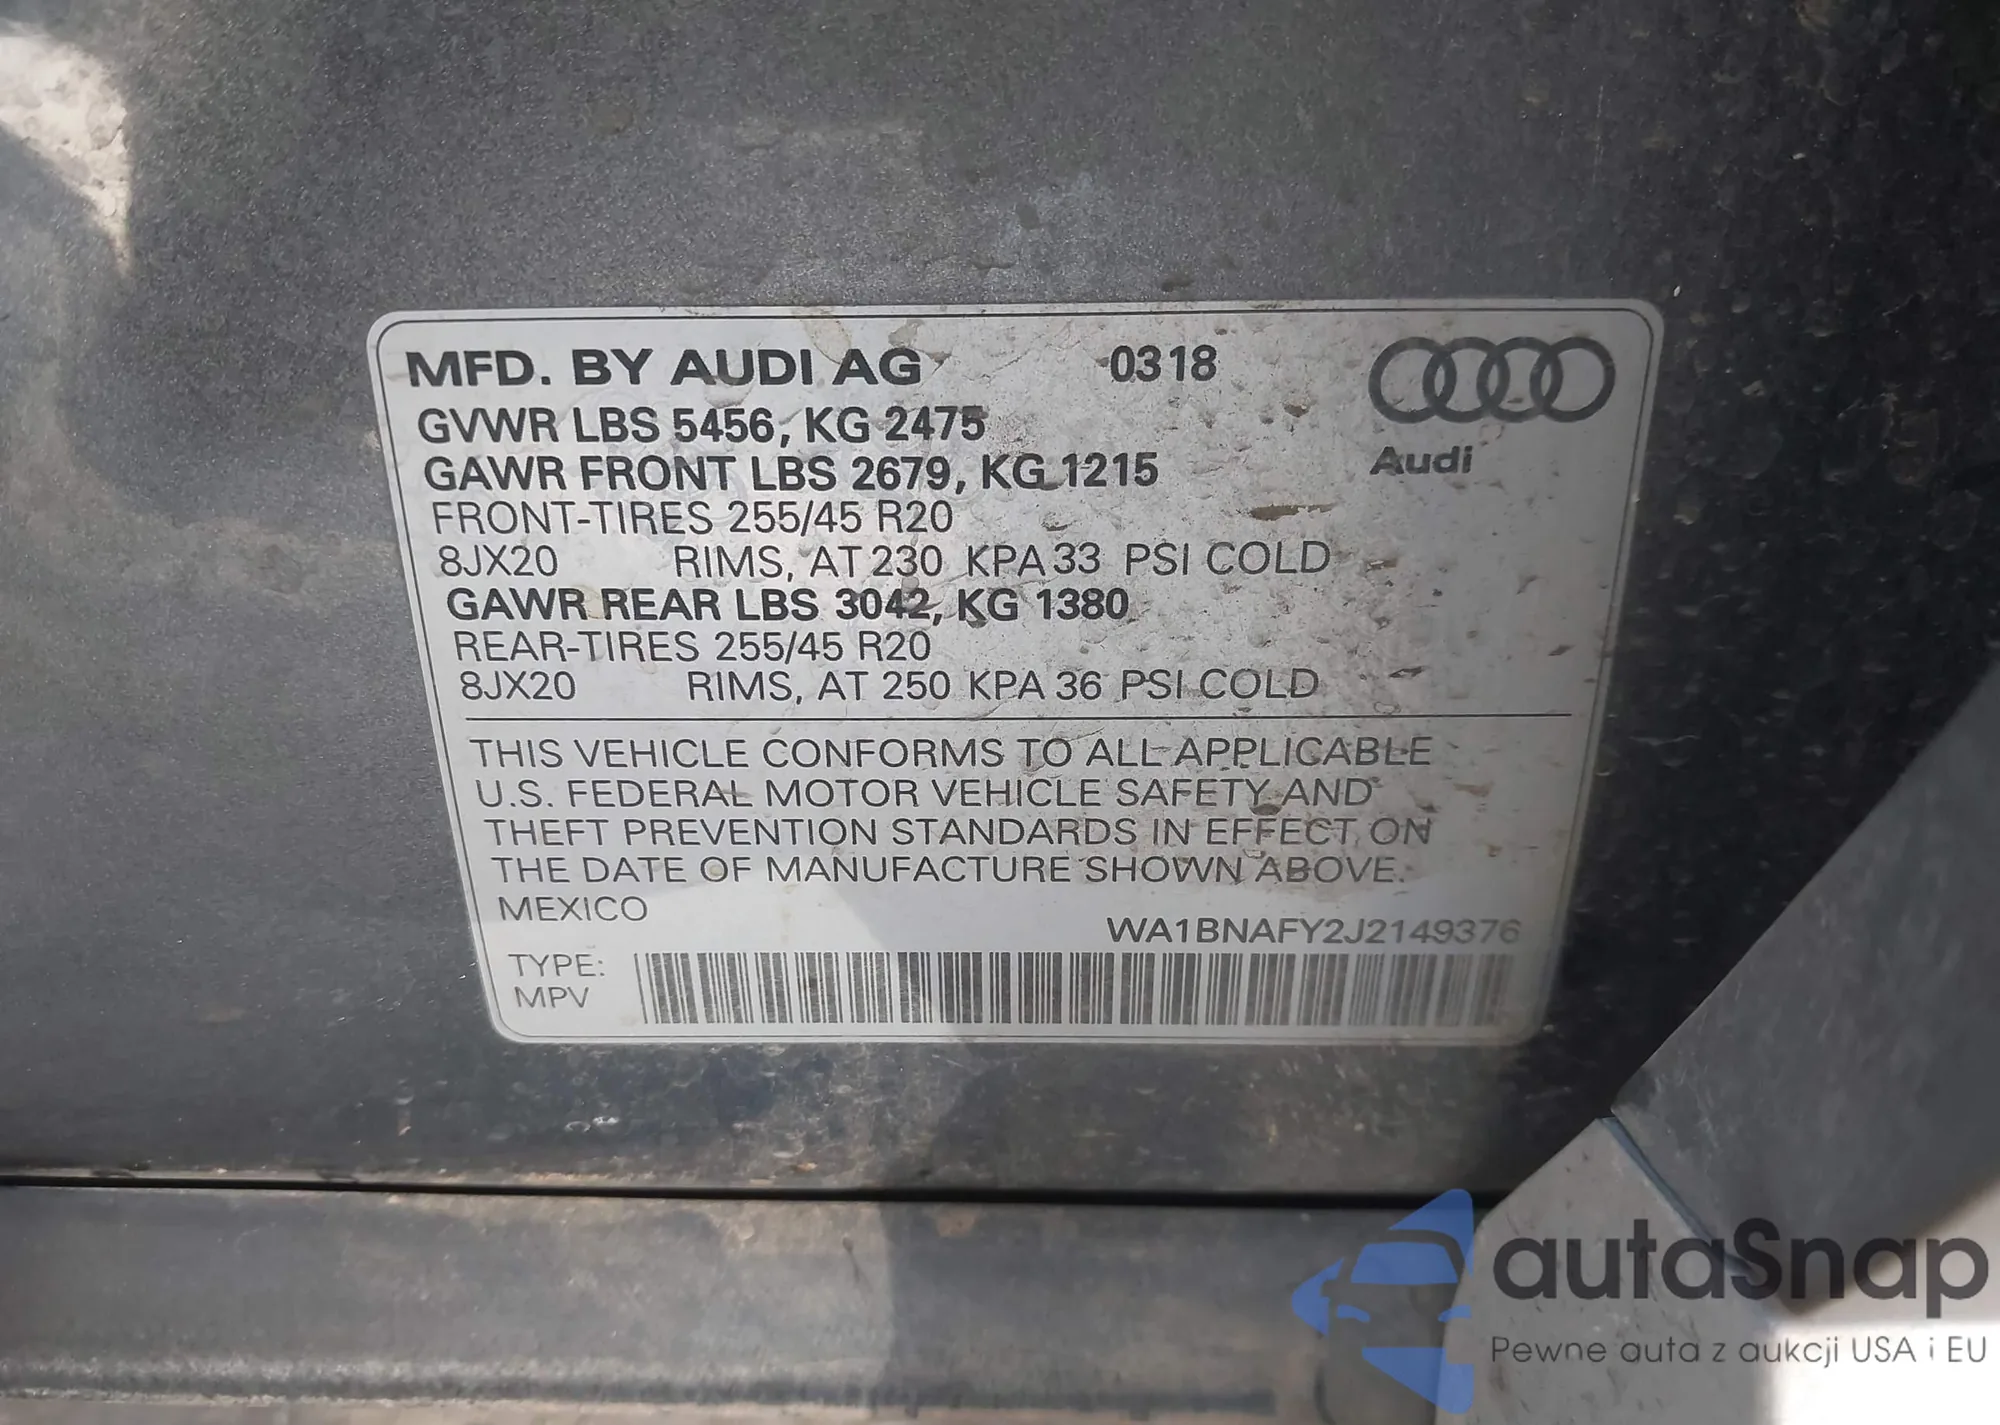 MFD. BY AUDI AG 0318
Audi
GVWR LBS 5456, KG 2475
GAWR FRONT LBS 2679, KG 1215
FRONT-TIRES 255/45 R20
8JX20 RIMS, AT 230 KPA 33 PSI COLD
GAWR REAR LBS 3042, KG 1380
REAR-TIRES 255/45 R20
8JX20 RIMS, AT 250 KPA 36 PSI COLD
THIS VEHICLE CONFORMS TO ALL APPLICABLE
U.S. FEDERAL MOTOR VEHICLE SAFETY AND
THEFT PREVENTION STANDARDS IN EFFECT ON
THE DATE OF MANUFACTURE SHOWN ABOVE.
MEXICO
WA1BNAFY2J2149376
TYPE:
MPV
autaSnap
Pewne auta z aukcji USA i EU